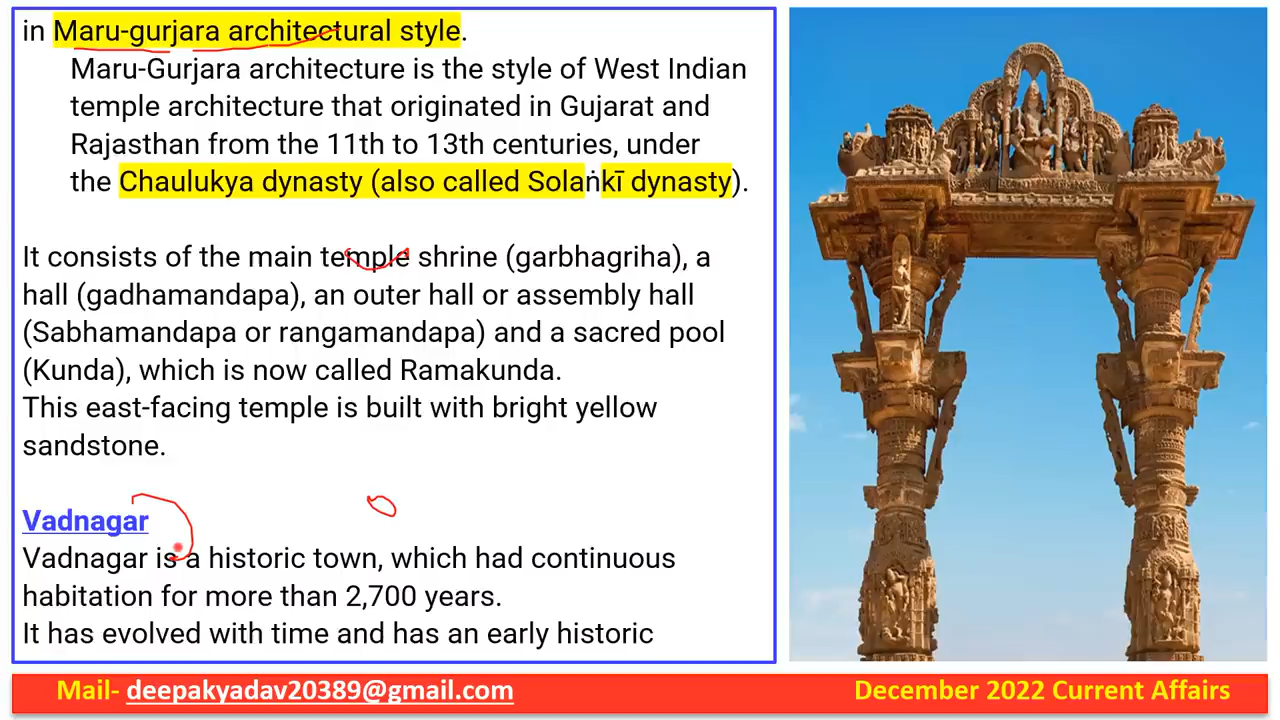 in Maru-gurjara architectural style.
Maru-Gurjara architecture is the style of West Indian
temple architecture that originated in Gujarat and
Rajasthan from the 11th to 13th centuries, under
the Chaulukya dynasty (also called Solaṅkī dynasty).
It consists of the main temple shrine (garbhagriha), a
hall (gadhamandapa), an outer hall or assembly hall
(Sabhamandapa or rangamandapa) and a sacred pool
(Kunda), which is now called Ramakunda.
This east-facing temple is built with bright yellow
sandstone.
Vadnagar
Vadnagar is a historic town, which had continuous
habitation for more than 2,700 years.
It has evolved with time and has an early historic
Mail- deepakyadav20389@gmail.com
December 2022 Current Affairs